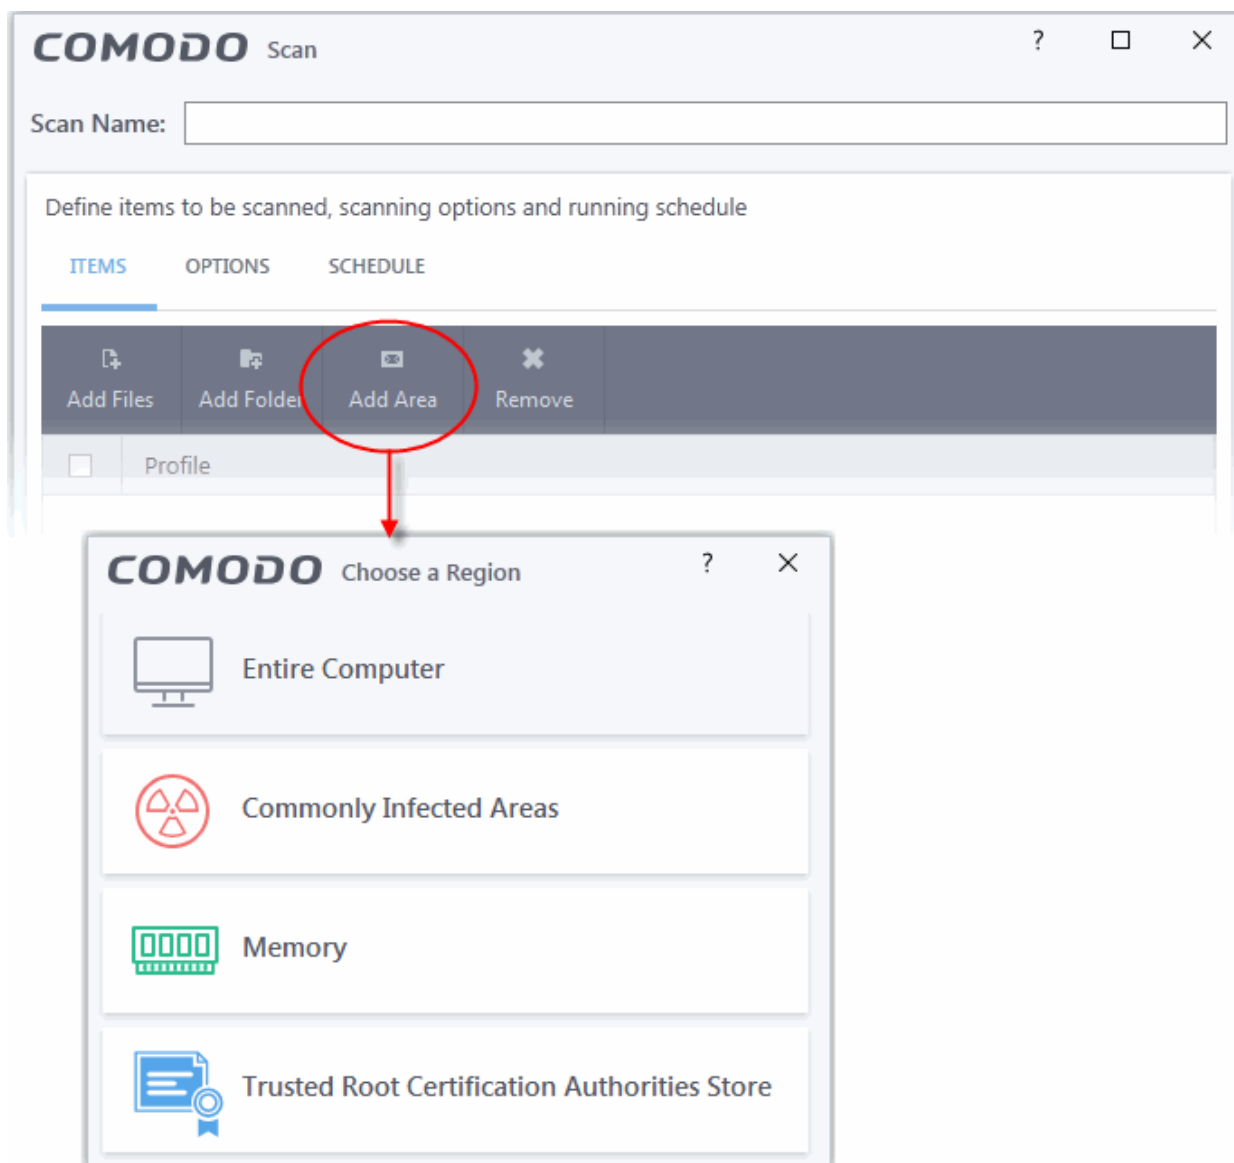 COMODO Scan ?
Scan Name:
Define items to be scanned, scanning options and running schedule
ITEMS OPTIONS SCHEDULE
Add Files Add Folder Add Area Remove
Profile
COMODO Choose a Region ?
Entire Computer
Commonly Infected Areas
Memory
Trusted Root Certification Authorities Store